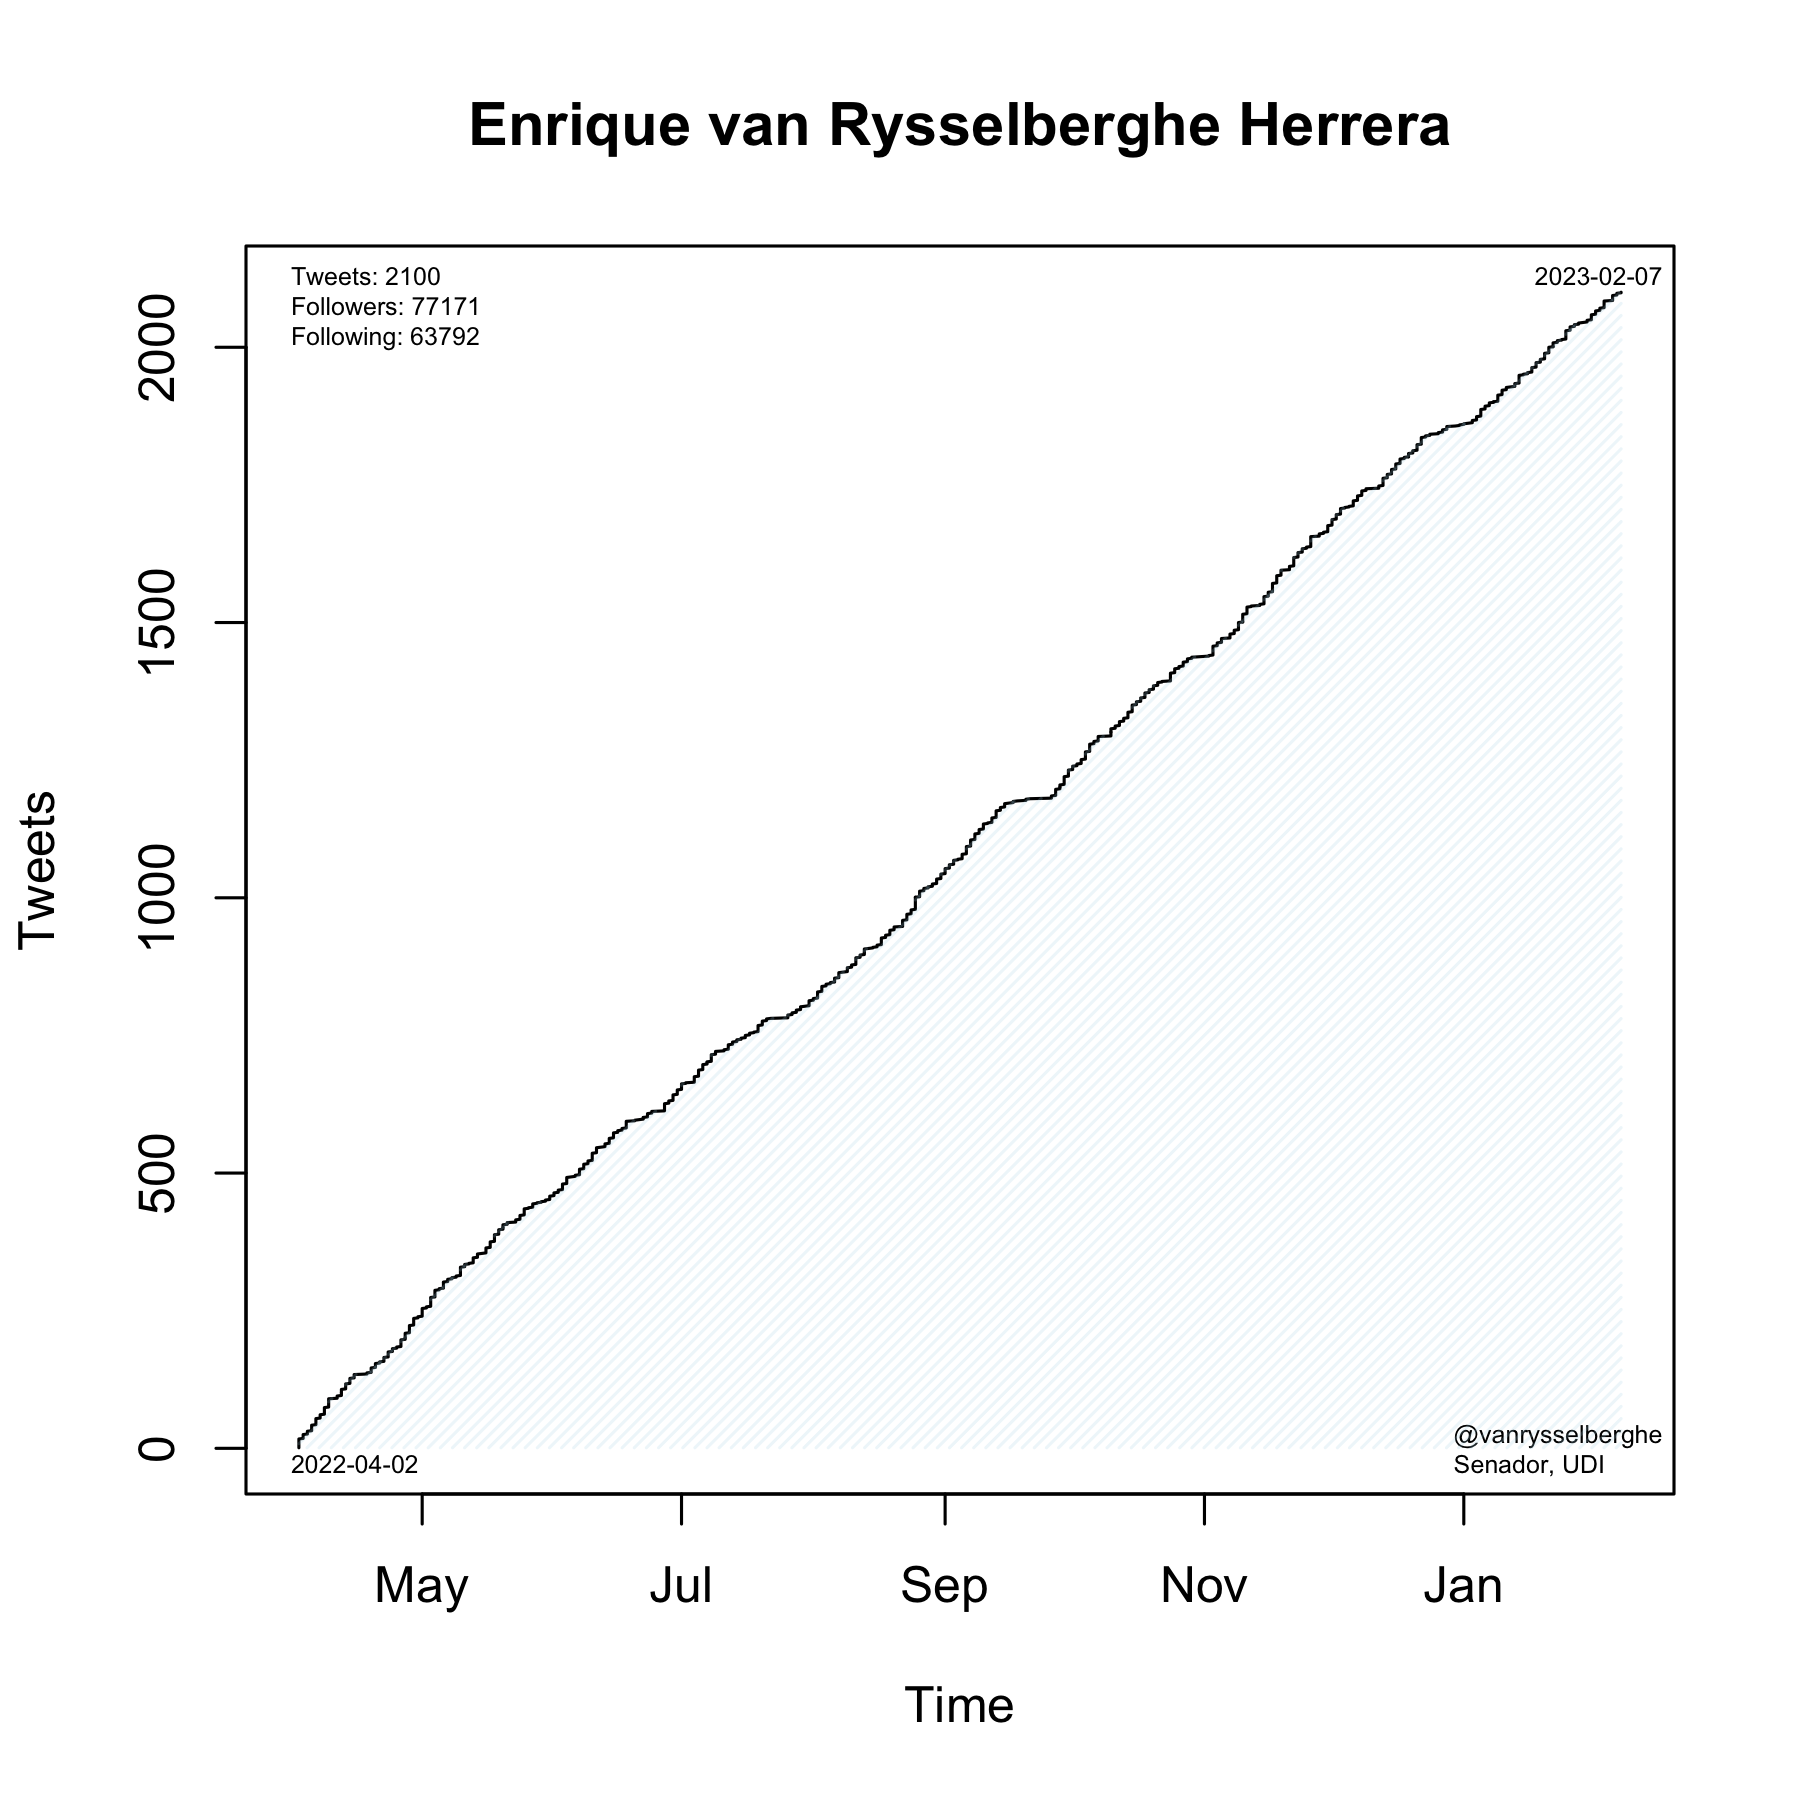 Enrique van Rysselberghe Herrera
Tweets: 2100
Followers: 77171
Following: 63792
2023-02-07
2000
1500
1000
500
0
Tweets
@vanrysselberghe
Senador, UDI
2022-04-02
May
Jul
Sep
Nov
Jan
Time